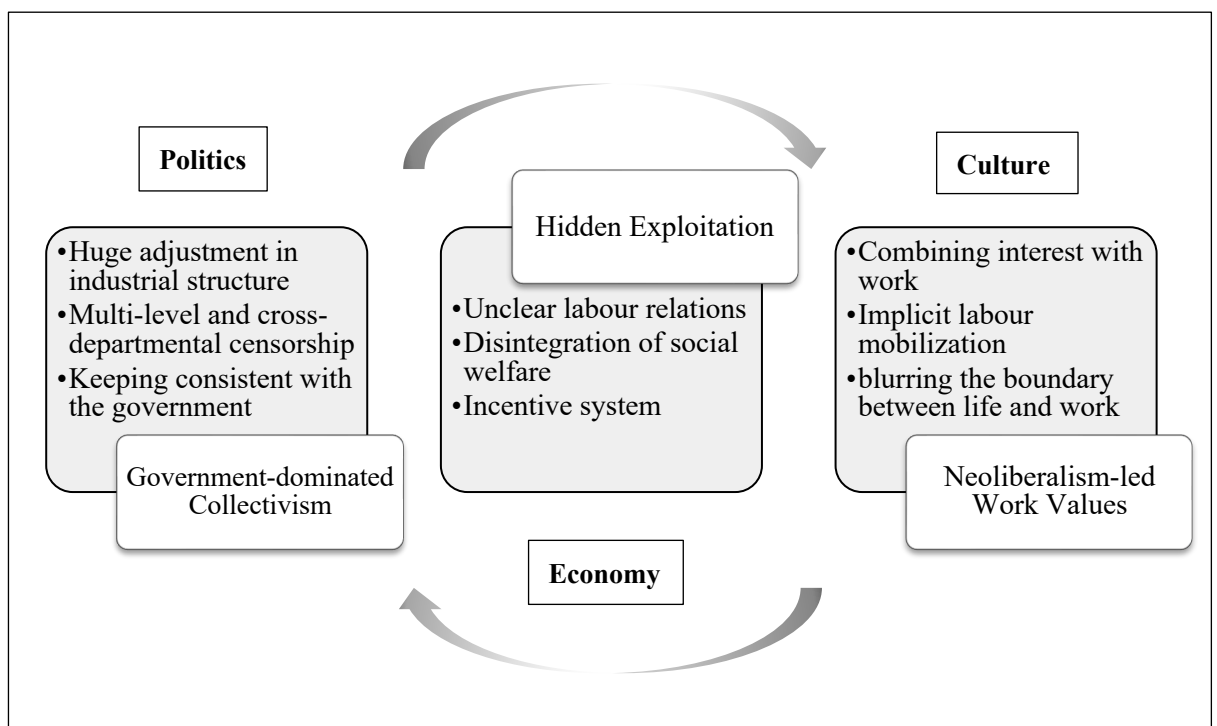 Politics
•Huge adjustment in
industrial structure
•Multi-level and cross-
departmental censorship
•Keeping consistent with
the government
Government-dominated
Collectivism
Hidden Exploitation
•Unclear labour relations
•Disintegration of social
welfare
•Incentive system
Economy
Culture
•Combining interest with
work
•Implicit labour
mobilization
•blurring the boundary
between life and work
Neoliberalism-led
Work Values